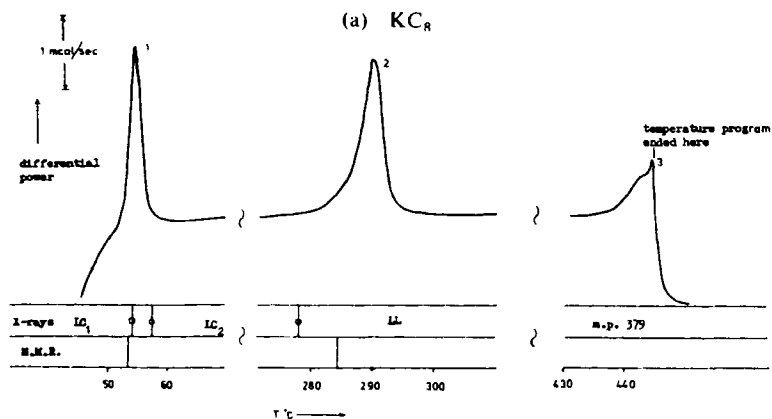 (a) KC₈
1 mcal/sec
differential
power
1
2
temperature program
ended here
3
X-rays LC₁ LC₂ LL m.p. 379
N.M.R.
50 60 280 290 300 430 440
T °C